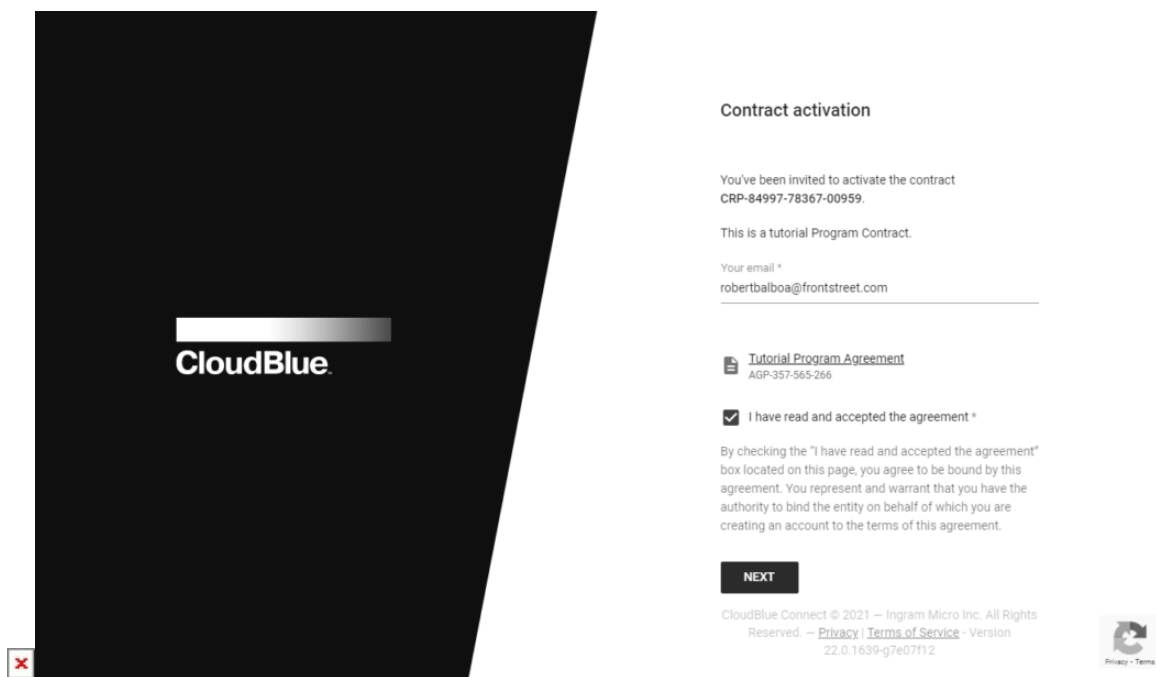 CloudBlue
Contract activation
You've been invited to activate the contract
CRP-84997-78367-00959.
This is a tutorial Program Contract.
Your email *
robertbalboa@frontstreet.com
Tutorial Program Agreement
AGP-357-565-266
I have read and accepted the agreement *
By checking the “I have read and accepted the agreement”
box located on this page, you agree to be bound by this
agreement. You represent and warrant that you have the
authority to bind the entity on behalf of which you are
creating an account to the terms of this agreement.
NEXT
CloudBlue Connect © 2021 — Ingram Micro Inc. All Rights
Reserved. — Privacy | Terms of Service - Version
22.0.1639-g7e07f12
Privacy - Terms